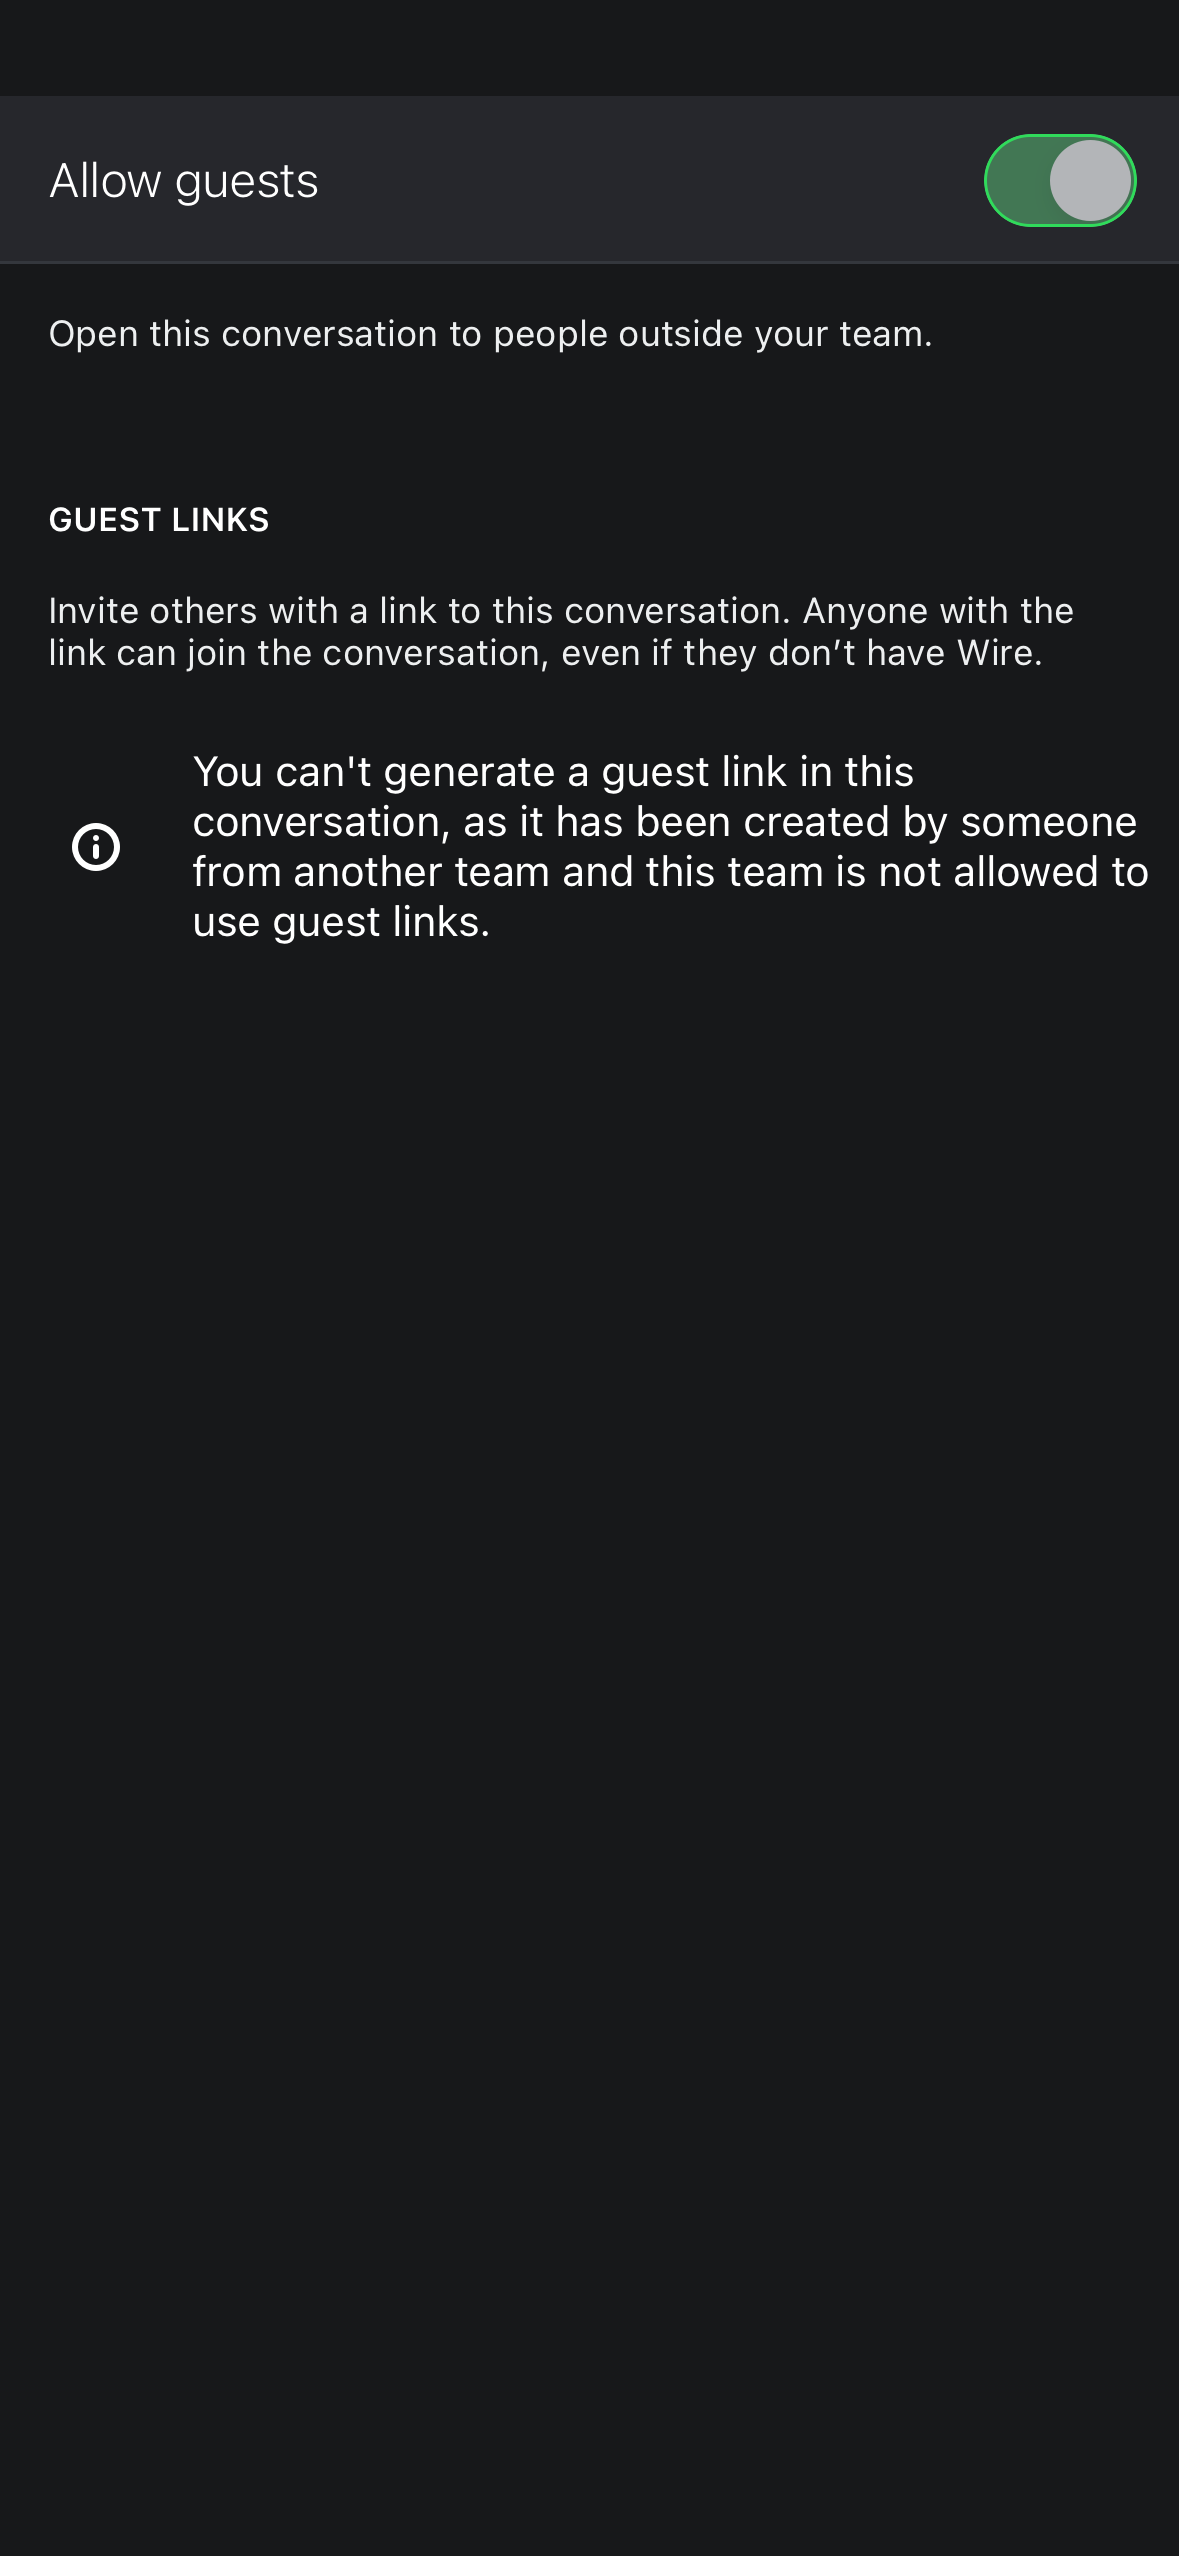 Allow guests
Open this conversation to people outside your team.
GUEST LINKS
Invite others with a link to this conversation. Anyone with the
link can join the conversation, even if they don’t have Wire.
You can't generate a guest link in this
conversation, as it has been created by someone
from another team and this team is not allowed to
use guest links.